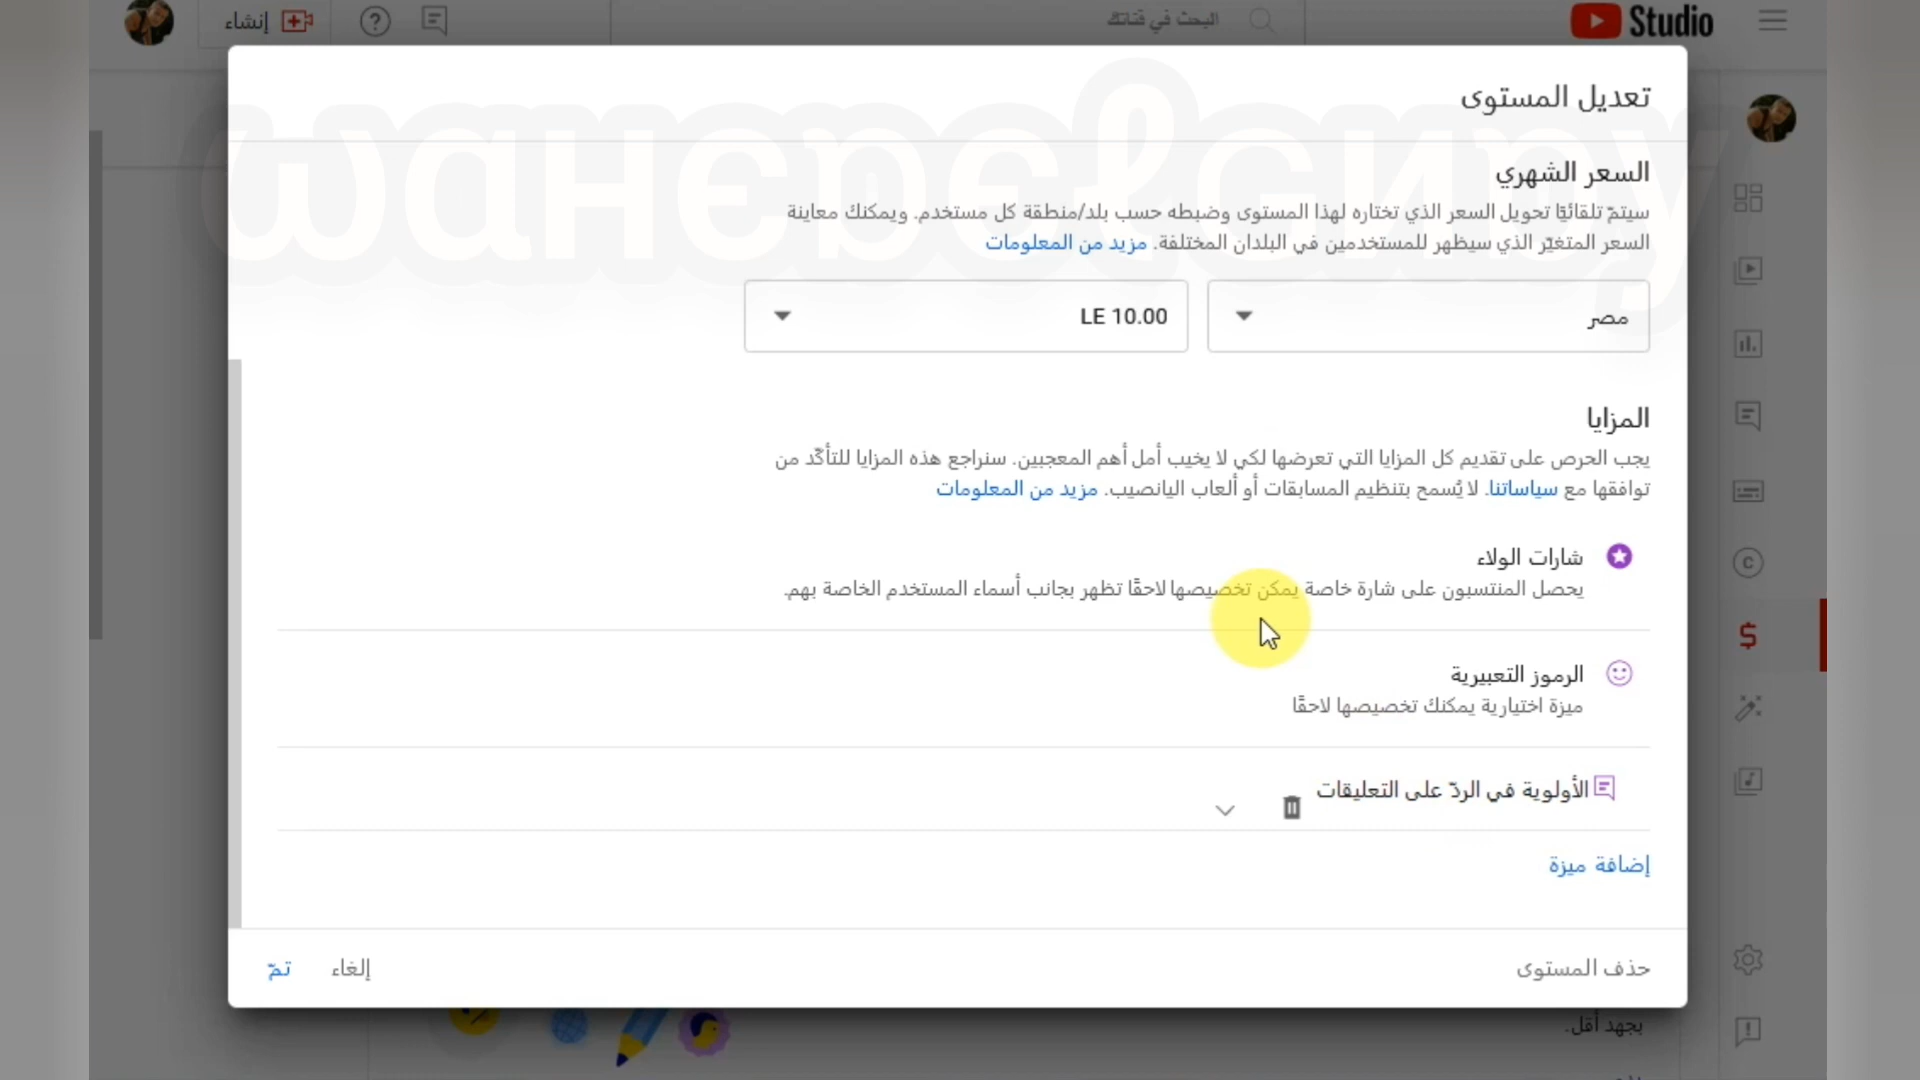 Studio
البحث في قناتك
إنشاء
تعديل المستوى
السعر الشهري
سيتمّ تلقائيًا تحويل السعر الذي تختاره لهذا المستوى وضبطه حسب بلد/منطقة كل مستخدم. ويمكنك معاينة
السعر المتغيّر الذي سيظهر للمستخدمين في البلدان المختلفة. مزيد من المعلومات
مصر
LE 10.00
المزايا
يجب الحرص على تقديم كل المزايا التي تعرضها لكي لا يخيب أمل أهم المعجبين. سنراجع هذه المزايا للتأكّد من
توافقها مع سياساتنا. لا يُسمح بتنظيم المسابقات أو ألعاب اليانصيب. مزيد من المعلومات
شارات الولاء
يحصل المنتسبون على شارة خاصة يمكن تخصيصها لاحقًا تظهر بجانب أسماء المستخدم الخاصة بهم.
الرموز التعبيرية
ميزة اختيارية يمكنك تخصيصها لاحقًا
الأولوية في الردّ على التعليقات
إضافة ميزة
حذف المستوى
إلغاء
تمّ
بجهد أقل.